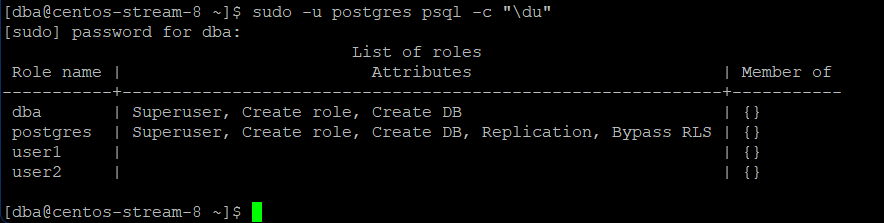 [dba@centos-stream-8 ~]$ sudo -u postgres psql -c "\du"
[sudo] password for dba:
                                   List of roles
 Role name |                         Attributes                         | Member of
-----------+------------------------------------------------------------+-----------
 dba       | Superuser, Create role, Create DB                          | {}
 postgres  | Superuser, Create role, Create DB, Replication, Bypass RLS | {}
 user1     |                                                            | {}
 user2     |                                                            | {}
[dba@centos-stream-8 ~]$